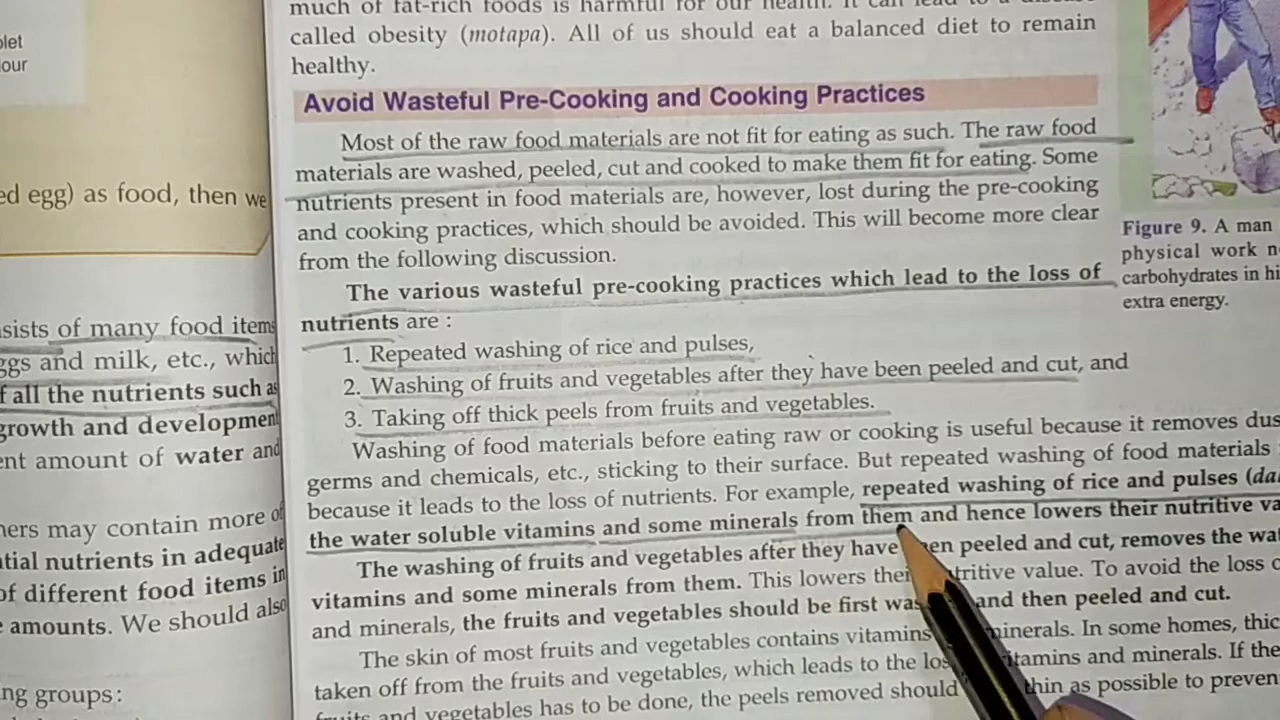 olet
our
ed egg) as food, then we
sists of many food items
ggs and milk, etc., which
f all the nutrients such as
growth and development
ent amount of water and
hers may contain more of
tial nutrients in adequate
of different food items in
amounts. We should also
ng groups:
much of fat-rich foods is harmful for our health. It can lead to a disease
called obesity (motapa). All of us should eat a balanced diet to remain
healthy.
Avoid Wasteful Pre-Cooking and Cooking Practices
Most of the raw food materials are not fit for eating as such. The raw food
materials are washed, peeled, cut and cooked to make them fit for eating. Some
nutrients present in food materials are, however, lost during the pre-cooking
and cooking practices, which should be avoided. This will become more clear
from the following discussion.
The various wasteful pre-cooking practices which lead to the loss of
nutrients are :
1. Repeated washing of rice and pulses,
2. Washing of fruits and vegetables after they have been peeled and cut, and
3. Taking off thick peels from fruits and vegetables.
Washing of food materials before eating raw or cooking is useful because it removes dus
germs and chemicals, etc., sticking to their surface. But repeated washing of food materials
because it leads to the loss of nutrients. For example, repeated washing of rice and pulses (da
the water soluble vitamins and some minerals from them and hence lowers their nutritive va
The washing of fruits and vegetables after they have een peeled and cut, removes the wat
vitamins and some minerals from them. This lowers thei tritive value. To avoid the loss o
and minerals, the fruits and vegetables should be first was and then peeled and cut.
The skin of most fruits and vegetables contains vitamins minerals. In some homes, thic
taken off from the fruits and vegetables, which leads to the los itamins and minerals. If the
fruits and vegetables has to be done, the peels removed should thin as possible to preven
Figure 9. A man
physical work n
carbohydrates in hi
extra energy.